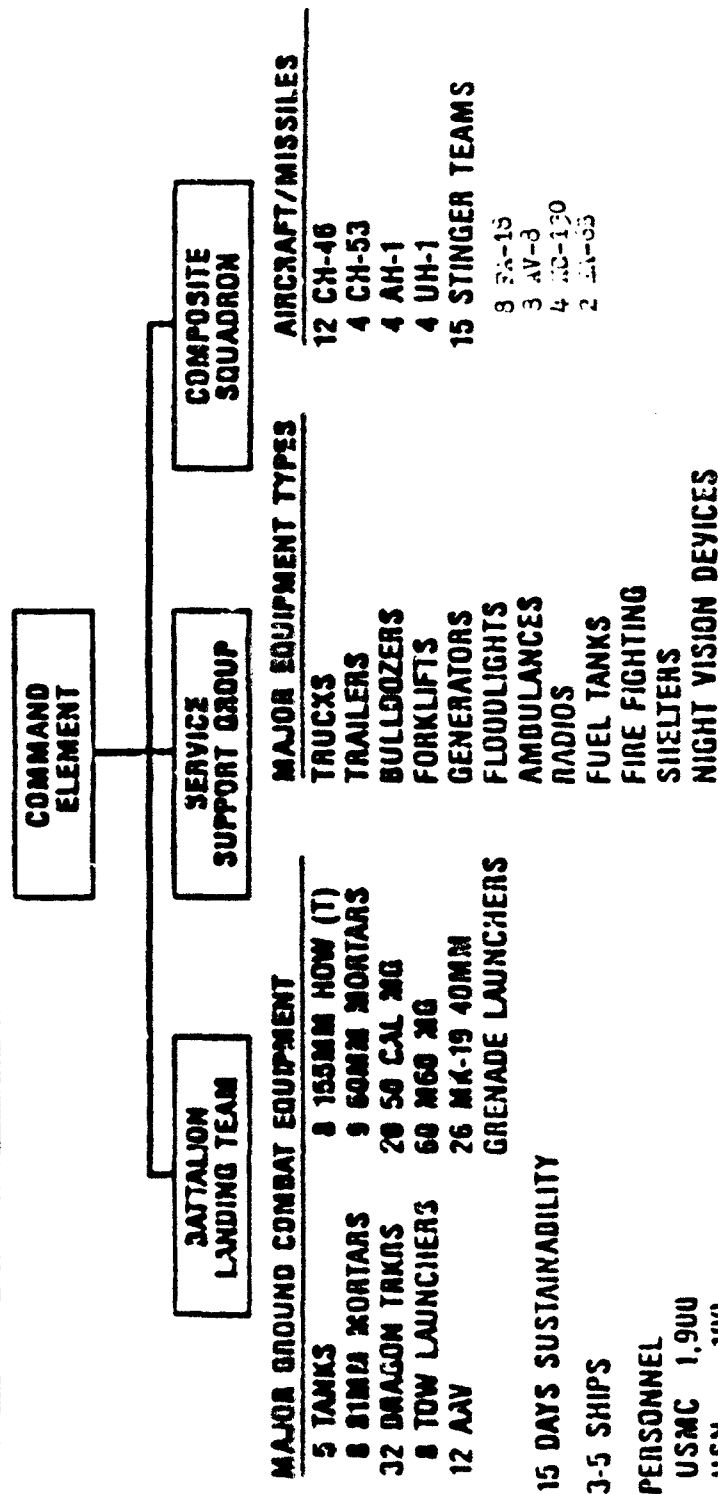 COMMAND
ELEMENT
BATTALION
LANDING TEAM
SERVICE
SUPPORT GROUP
COMPOSITE
SQUADRON
MAJOR GROUND COMBAT EQUIPMENT
5 TANKS
8 81MM MORTARS
32 DRAGON TRKRS
8 TOW LAUNCHERS
12 AAV
8 155MM HOW (T)
9 60MM MORTARS
20 50 CAL MG
60 M60 MG
26 MK-19 40MM
GRENADE LAUNCHERS
MAJOR EQUIPMENT TYPES
TRUCKS
TRAILERS
BULLDOZERS
FORKLIFTS
GENERATORS
FLOODLIGHTS
AMBULANCES
RADIOS
FUEL TANKS
FIRE FIGHTING
SHELTERS
NIGHT VISION DEVICES
AIRCRAFT/MISSILES
12 CH-46
4 CH-53
4 AH-1
4 UH-1
15 STINGER TEAMS
8
3 AV-8
4
2
15 DAYS SUSTAINABILITY
3-5 SHIPS
PERSONNEL
USMC 1,900